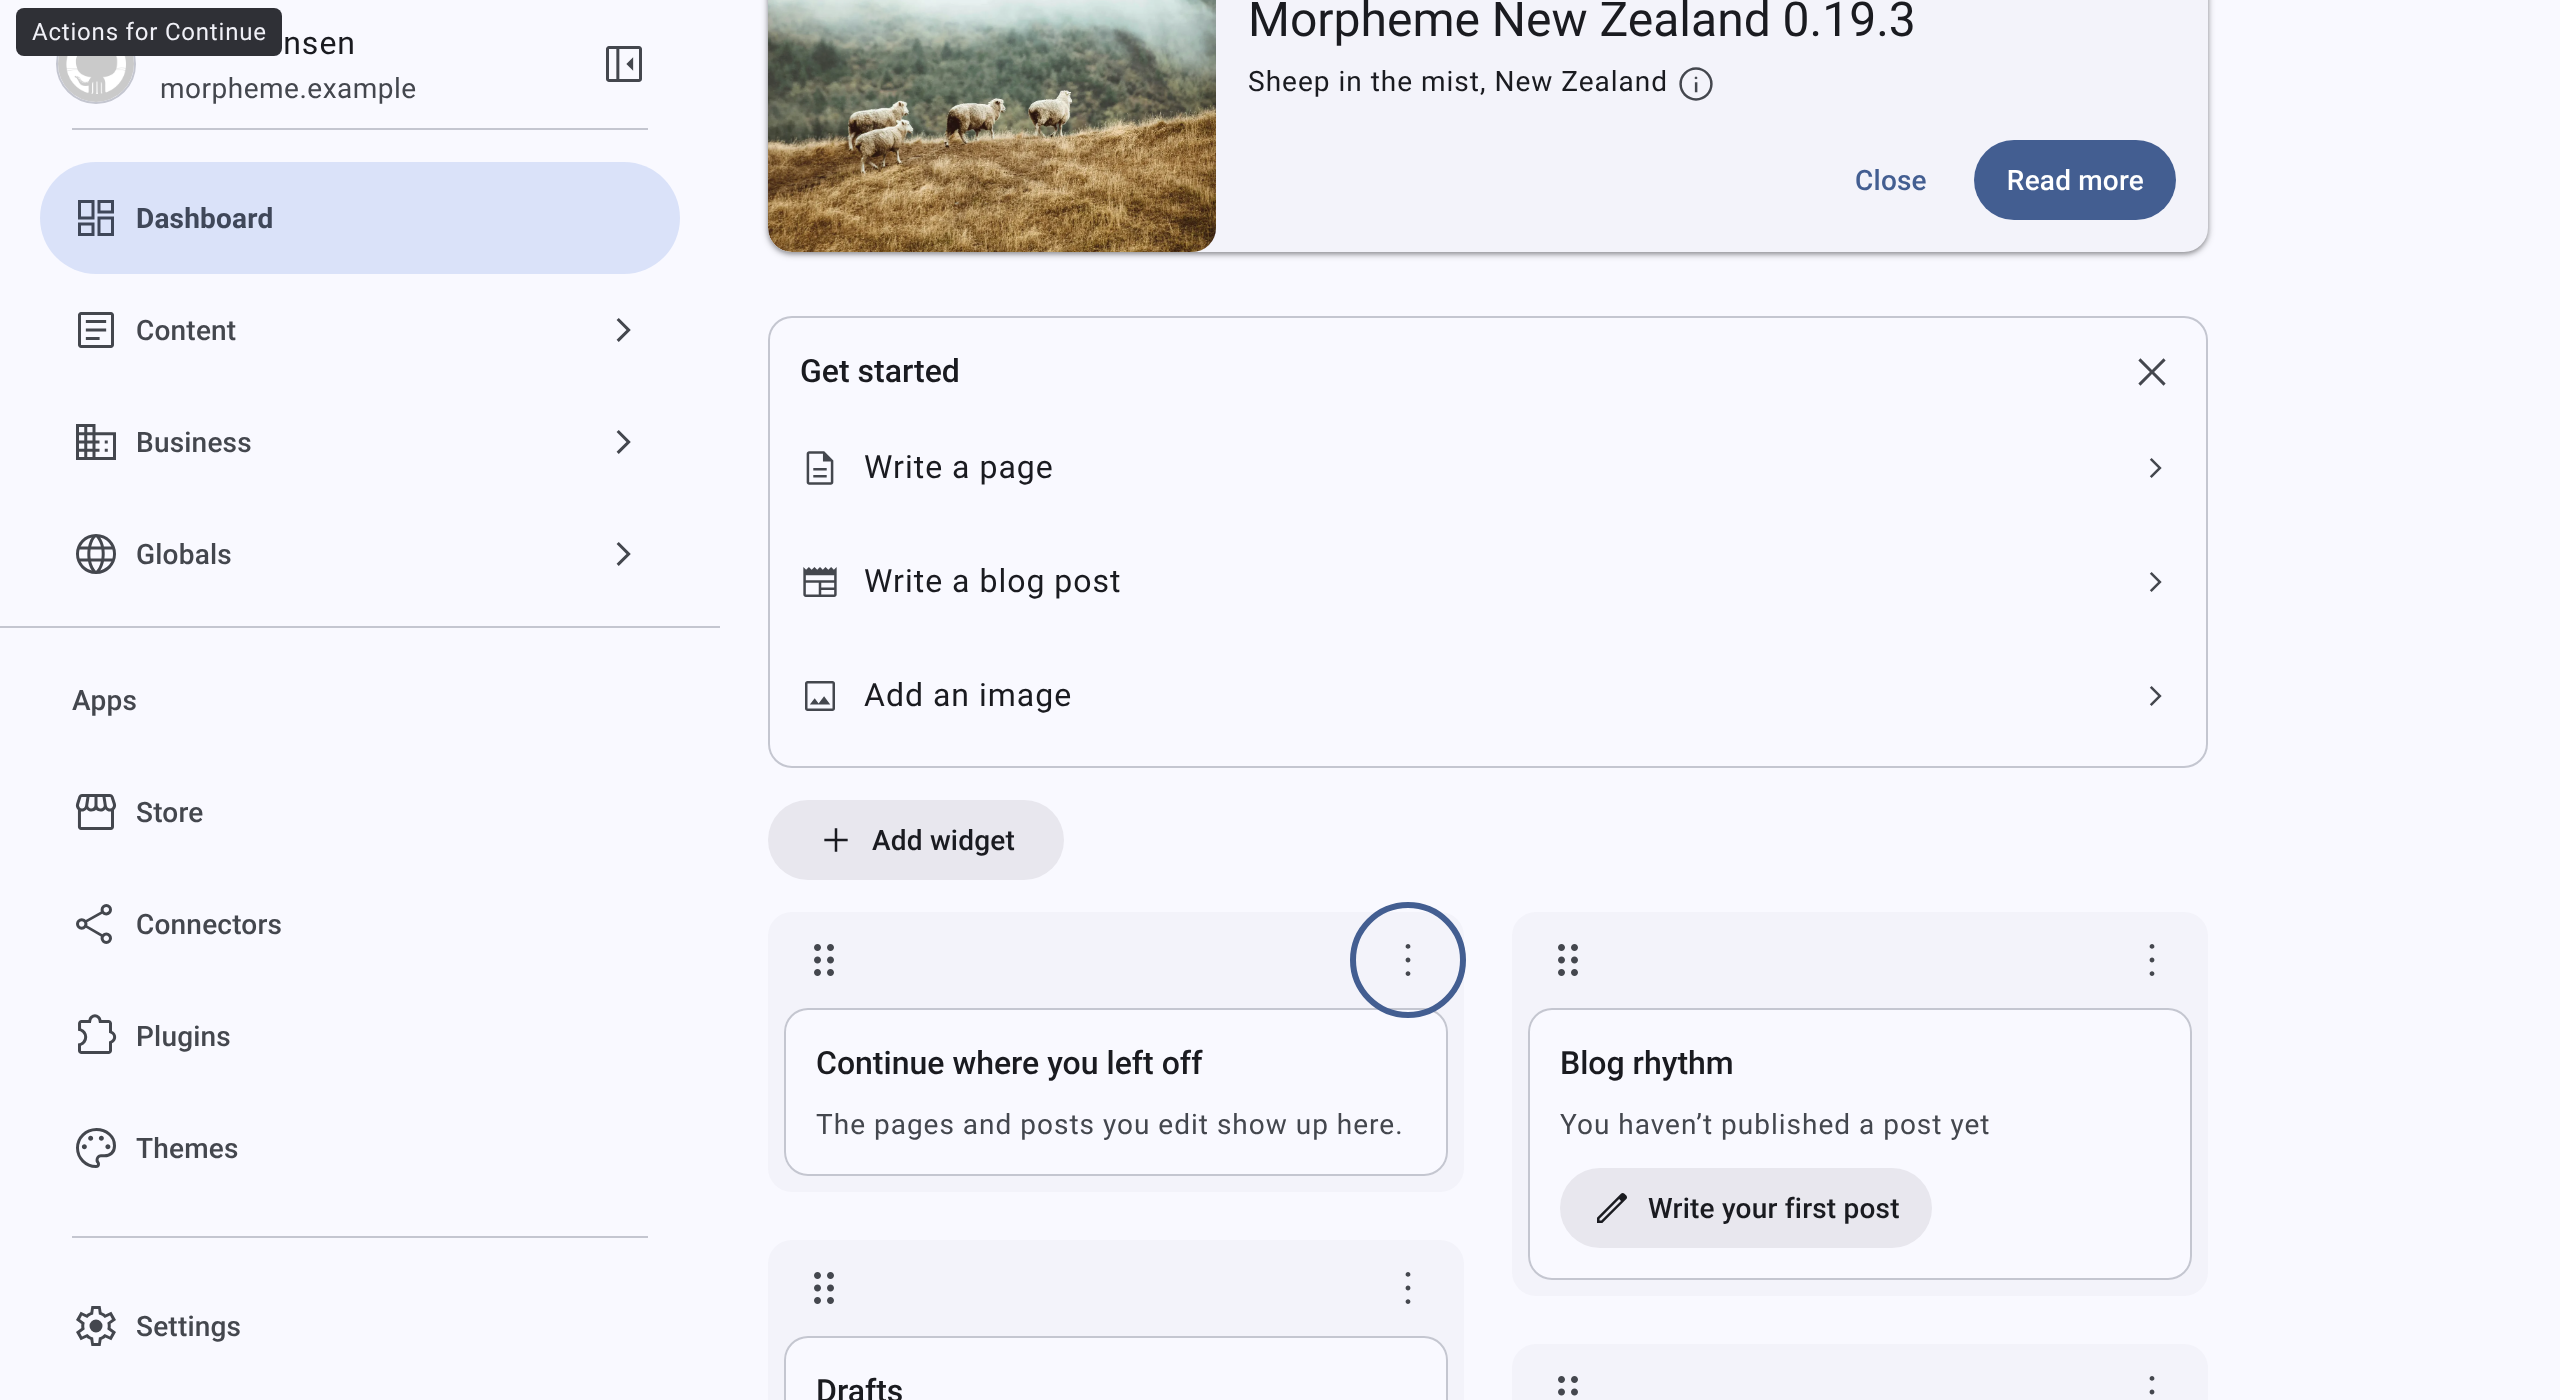 Actions for Continue
nsen
morpheme.example
Dashboard
Content
Business
Globals
Apps
Store
Connectors
Plugins
Themes
Settings
Morpheme New Zealand 0.19.3
Sheep in the mist, New Zealand
Close
Read more
Get started
Write a page
Write a blog post
Add an image
Add widget
Continue where you left off
The pages and posts you edit show up here.
Blog rhythm
You haven’t published a post yet
Write your first post
Drafts